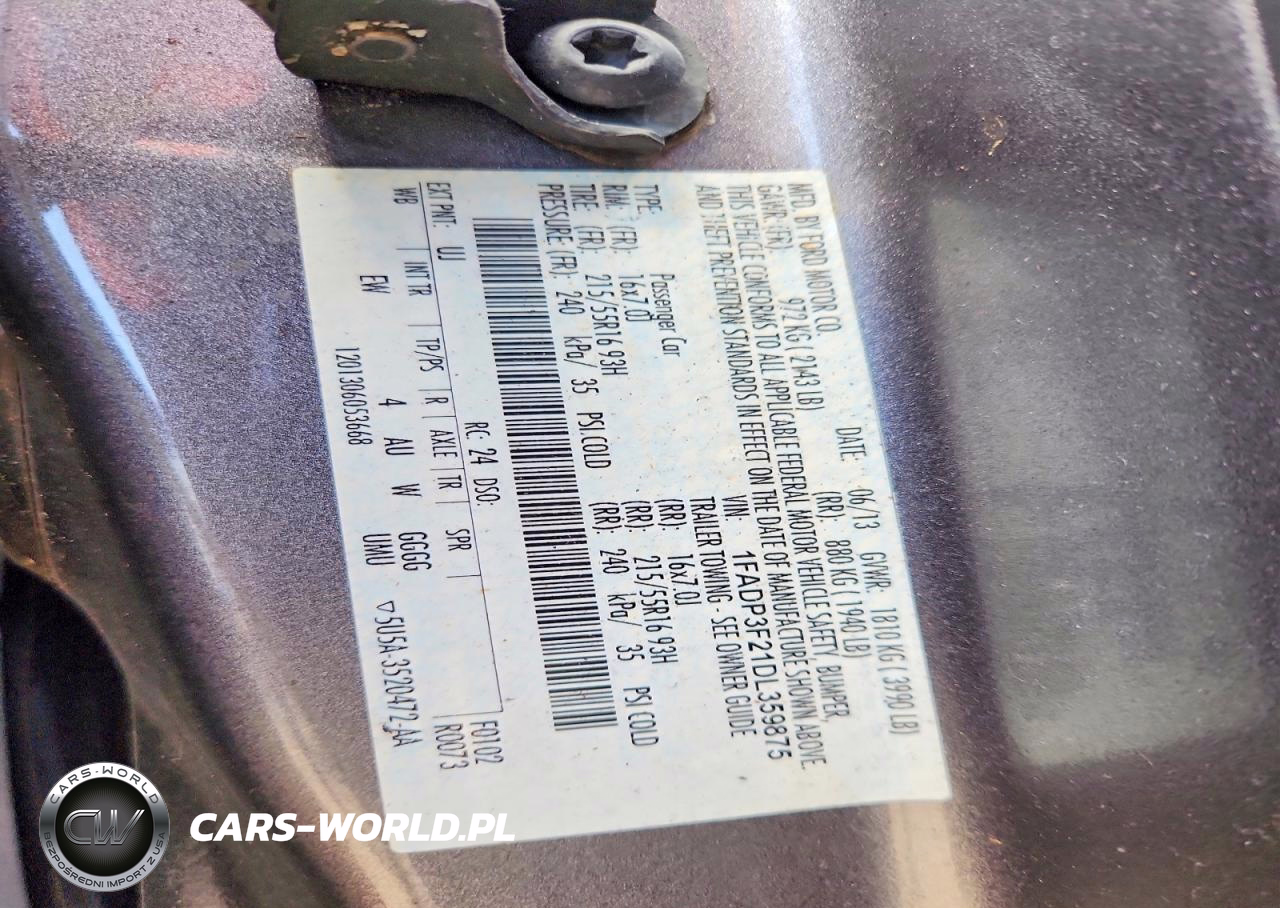 MFD. BY FORD MOTOR CO.
DATE: 06/13 GVWR: 1810 KG ( 3990 LB)
GAWR: (FR) 972 KG ( 2143 LB) (RR): 880 KG ( 1940 LB)
THIS VEHICLE CONFORMS TO ALL APPLICABLE FEDERAL MOTOR VEHICLE SAFETY, BUMPER,
AND THEFT PREVENTION STANDARDS IN EFFECT ON THE DATE OF MANUFACTURE SHOWN ABOVE.
VIN: 1FADP3F21DL359875
TYPE: Passenger Car TRAILER TOWING - SEE OWNER GUIDE
RIM: (FR): 16x7.0J (RR): 16x7.0J
TIRE: (FR): 215/55R16 93H (RR): 215/55R16 93H
PRESSURE (FR): 240 kPa/ 35 PSI COLD (RR): 240 kPa/ 35 PSI COLD
EXT PNT: UJ RC: 24 DSO: F0102
WB INT TR TP/PS R AXLE TR SPR R0073
EW 4 AU W GGGG
120130605366​8 UMU ▽5U5A-3520472-AA
CARS-WORLD
CW
BEZPOŚREDNI IMPORT Z USA
CARS-WORLD.PL